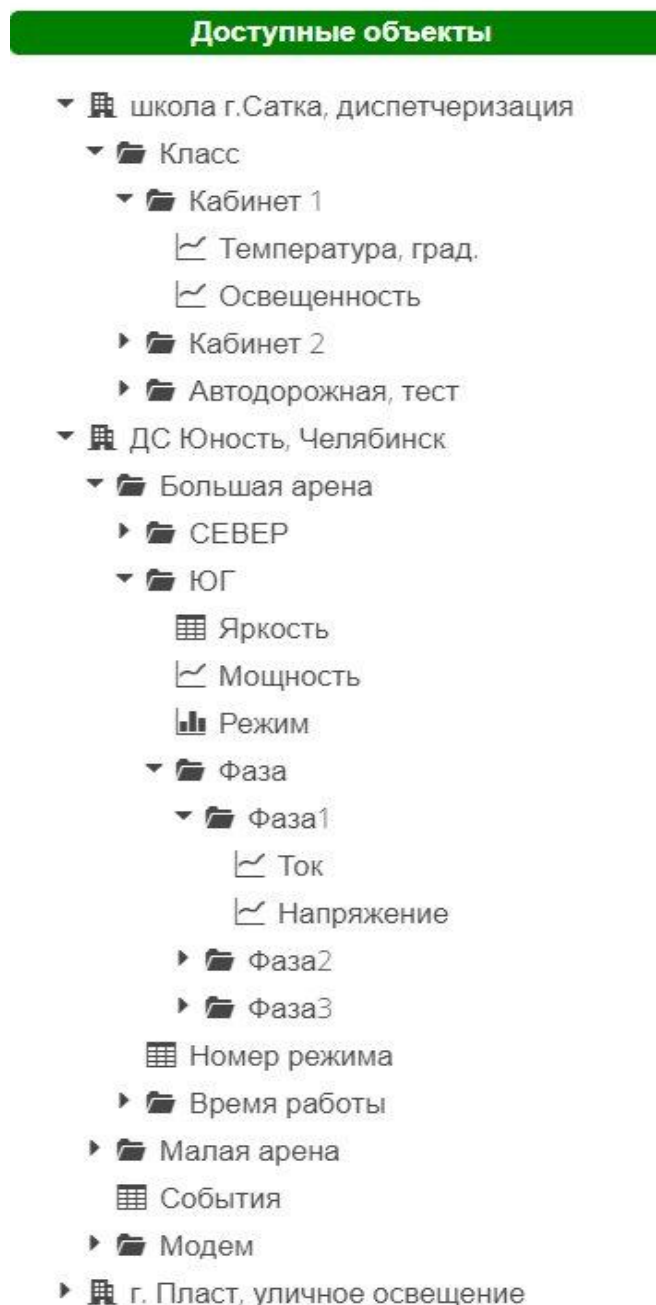 Доступные объекты
школа г.Сатка, диспетчеризация
Класс
Кабинет 1
Температура, град.
Освещенность
Кабинет 2
Автодорожная, тест
ДС Юность, Челябинск
Большая арена
СЕВЕР
ЮГ
Яркость
Мощность
Режим
Фаза
Фаза1
Ток
Напряжение
Фаза2
Фаза3
Номер режима
Время работы
Малая арена
События
Модем
г. Пласт, уличное освещение